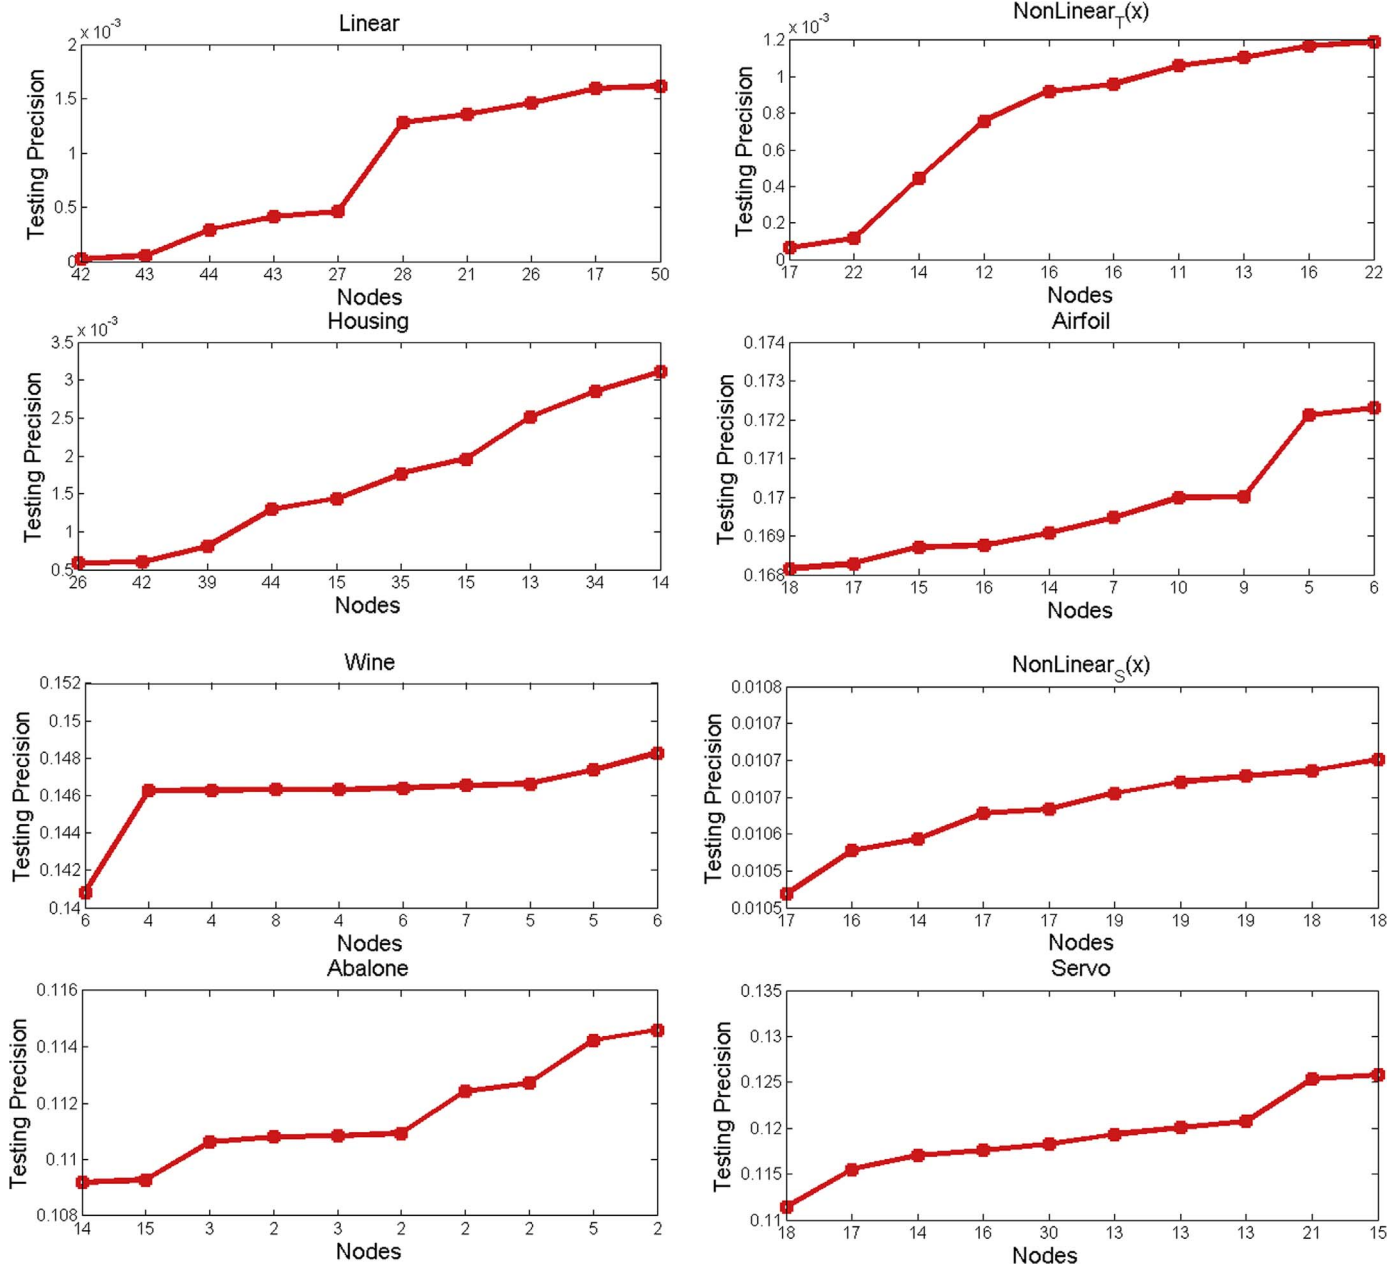 Linear
x 10-3
2
1.5
1
0.5
0
Testing Precision
42 43 44 43 27 28 21 26 17 50
Nodes
NonLinearT(x)
x 10-3
1.2
1
0.8
0.6
0.4
0.2
0
Testing Precision
17 22 14 12 16 16 11 13 16 22
Nodes
Housing
x 10-3
3.5
3
2.5
2
1.5
1
0.5
Testing Precision
26 42 39 44 15 35 15 13 34 14
Nodes
Airfoil
0.174
0.173
0.172
0.171
0.17
0.169
0.168
Testing Precision
18 17 15 16 14 7 10 9 5 6
Nodes
Wine
0.152
0.15
0.148
0.146
0.144
0.142
0.14
Testing Precision
6 4 4 8 4 6 7 5 5 6
Nodes
NonLinearS(x)
0.0108
0.0107
0.0107
0.0107
0.0106
0.0105
0.0105
Testing Precision
17 16 14 17 17 19 19 19 18 18
Nodes
Abalone
0.116
0.114
0.112
0.11
0.108
Testing Precision
14 15 3 2 3 2 2 2 5 2
Nodes
Servo
0.135
0.13
0.125
0.12
0.115
0.11
Testing Precision
18 17 14 16 30 13 13 13 21 15
Nodes